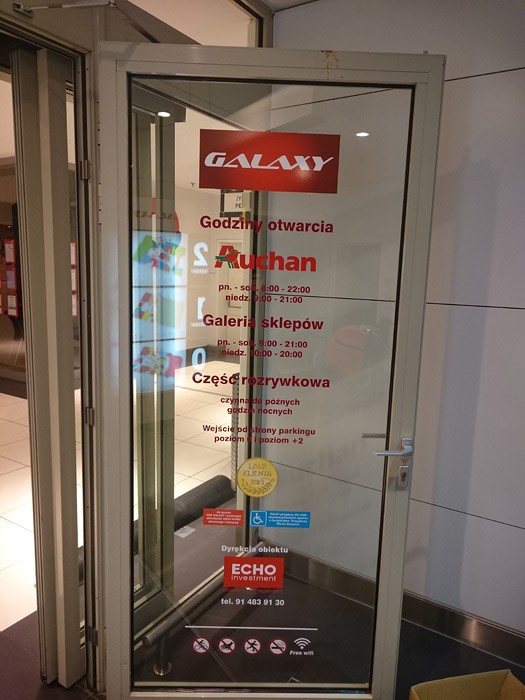 GALAXY
Godziny otwarcia
Auchan
pn. - sob. 8:00 - 22:00
niedz. 9:00 - 21:00
Galeria sklepów
pn. - sob. 9:00 - 21:00
niedz. 10:00 - 20:00
Część rozrywkowa
czynna do późnych
godzin nocnych
Wejście od strony parkingu
poziom 0 i poziom +2
Dyrekcja obiektu
ECHO
investment
tel. 91 483 91 30
Free wifi